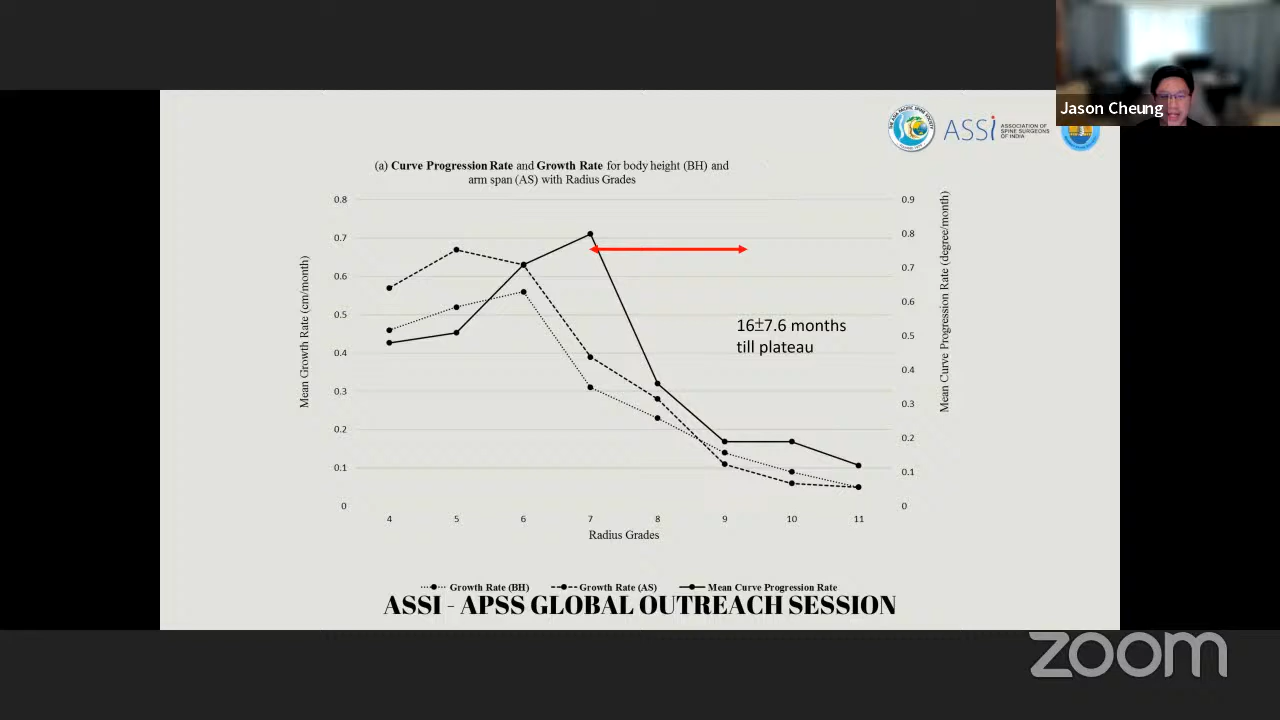 Jason Cheung
THE ASIA PACIFIC SPINE SOCIETY
ASSi
ASSOCIATION OF
SPINE SURGEONS
OF INDIA
(a) Curve Progression Rate and Growth Rate for body height (BH) and
arm span (AS) with Radius Grades
Mean Growth Rate (cm/month)
0.8
0.7
0.6
0.5
0.4
0.3
0.2
0.1
0
16±7.6 months
till plateau
0.9
0.8
0.7
0.6
0.5
0.4
0.3
0.2
0.1
0
Mean Curve Progression Rate (degree/month)
4 5 6 7 8 9 10 11
Radius Grades
Growth Rate (BH) Growth Rate (AS) Mean Curve Progression Rate
ASSI - APSS GLOBAL OUTREACH SESSION
zoom